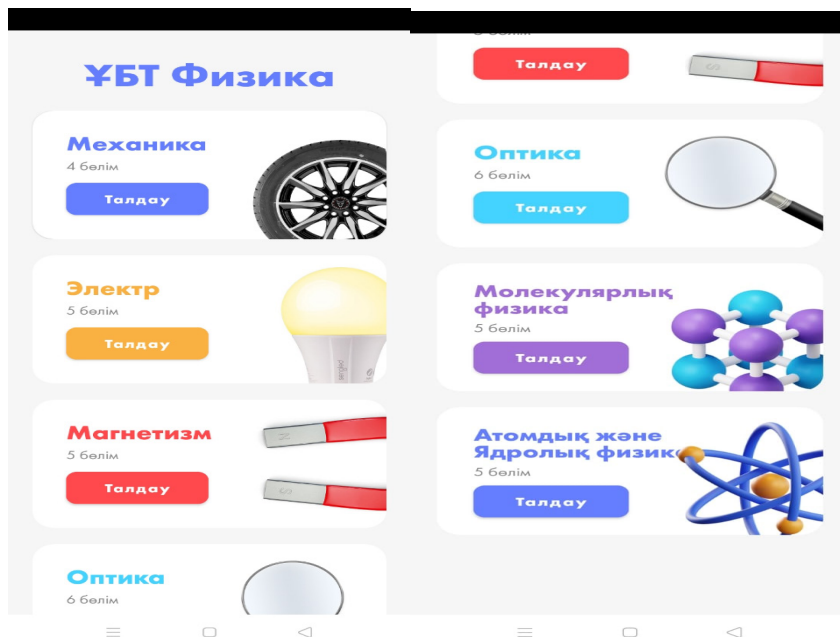 ҰБТ Физика
Механика
4 бөлім
Талдау
Электр
5 бөлім
Талдау
Магнетизм
5 бөлім
Талдау
N
S
Оптика
6 бөлім
Талдау
S
Оптика
6 бөлім
Талдау
Молекулярлық
физика
5 бөлім
Талдау
Атомдық және
Ядролық физик
5 бөлім
Талдау